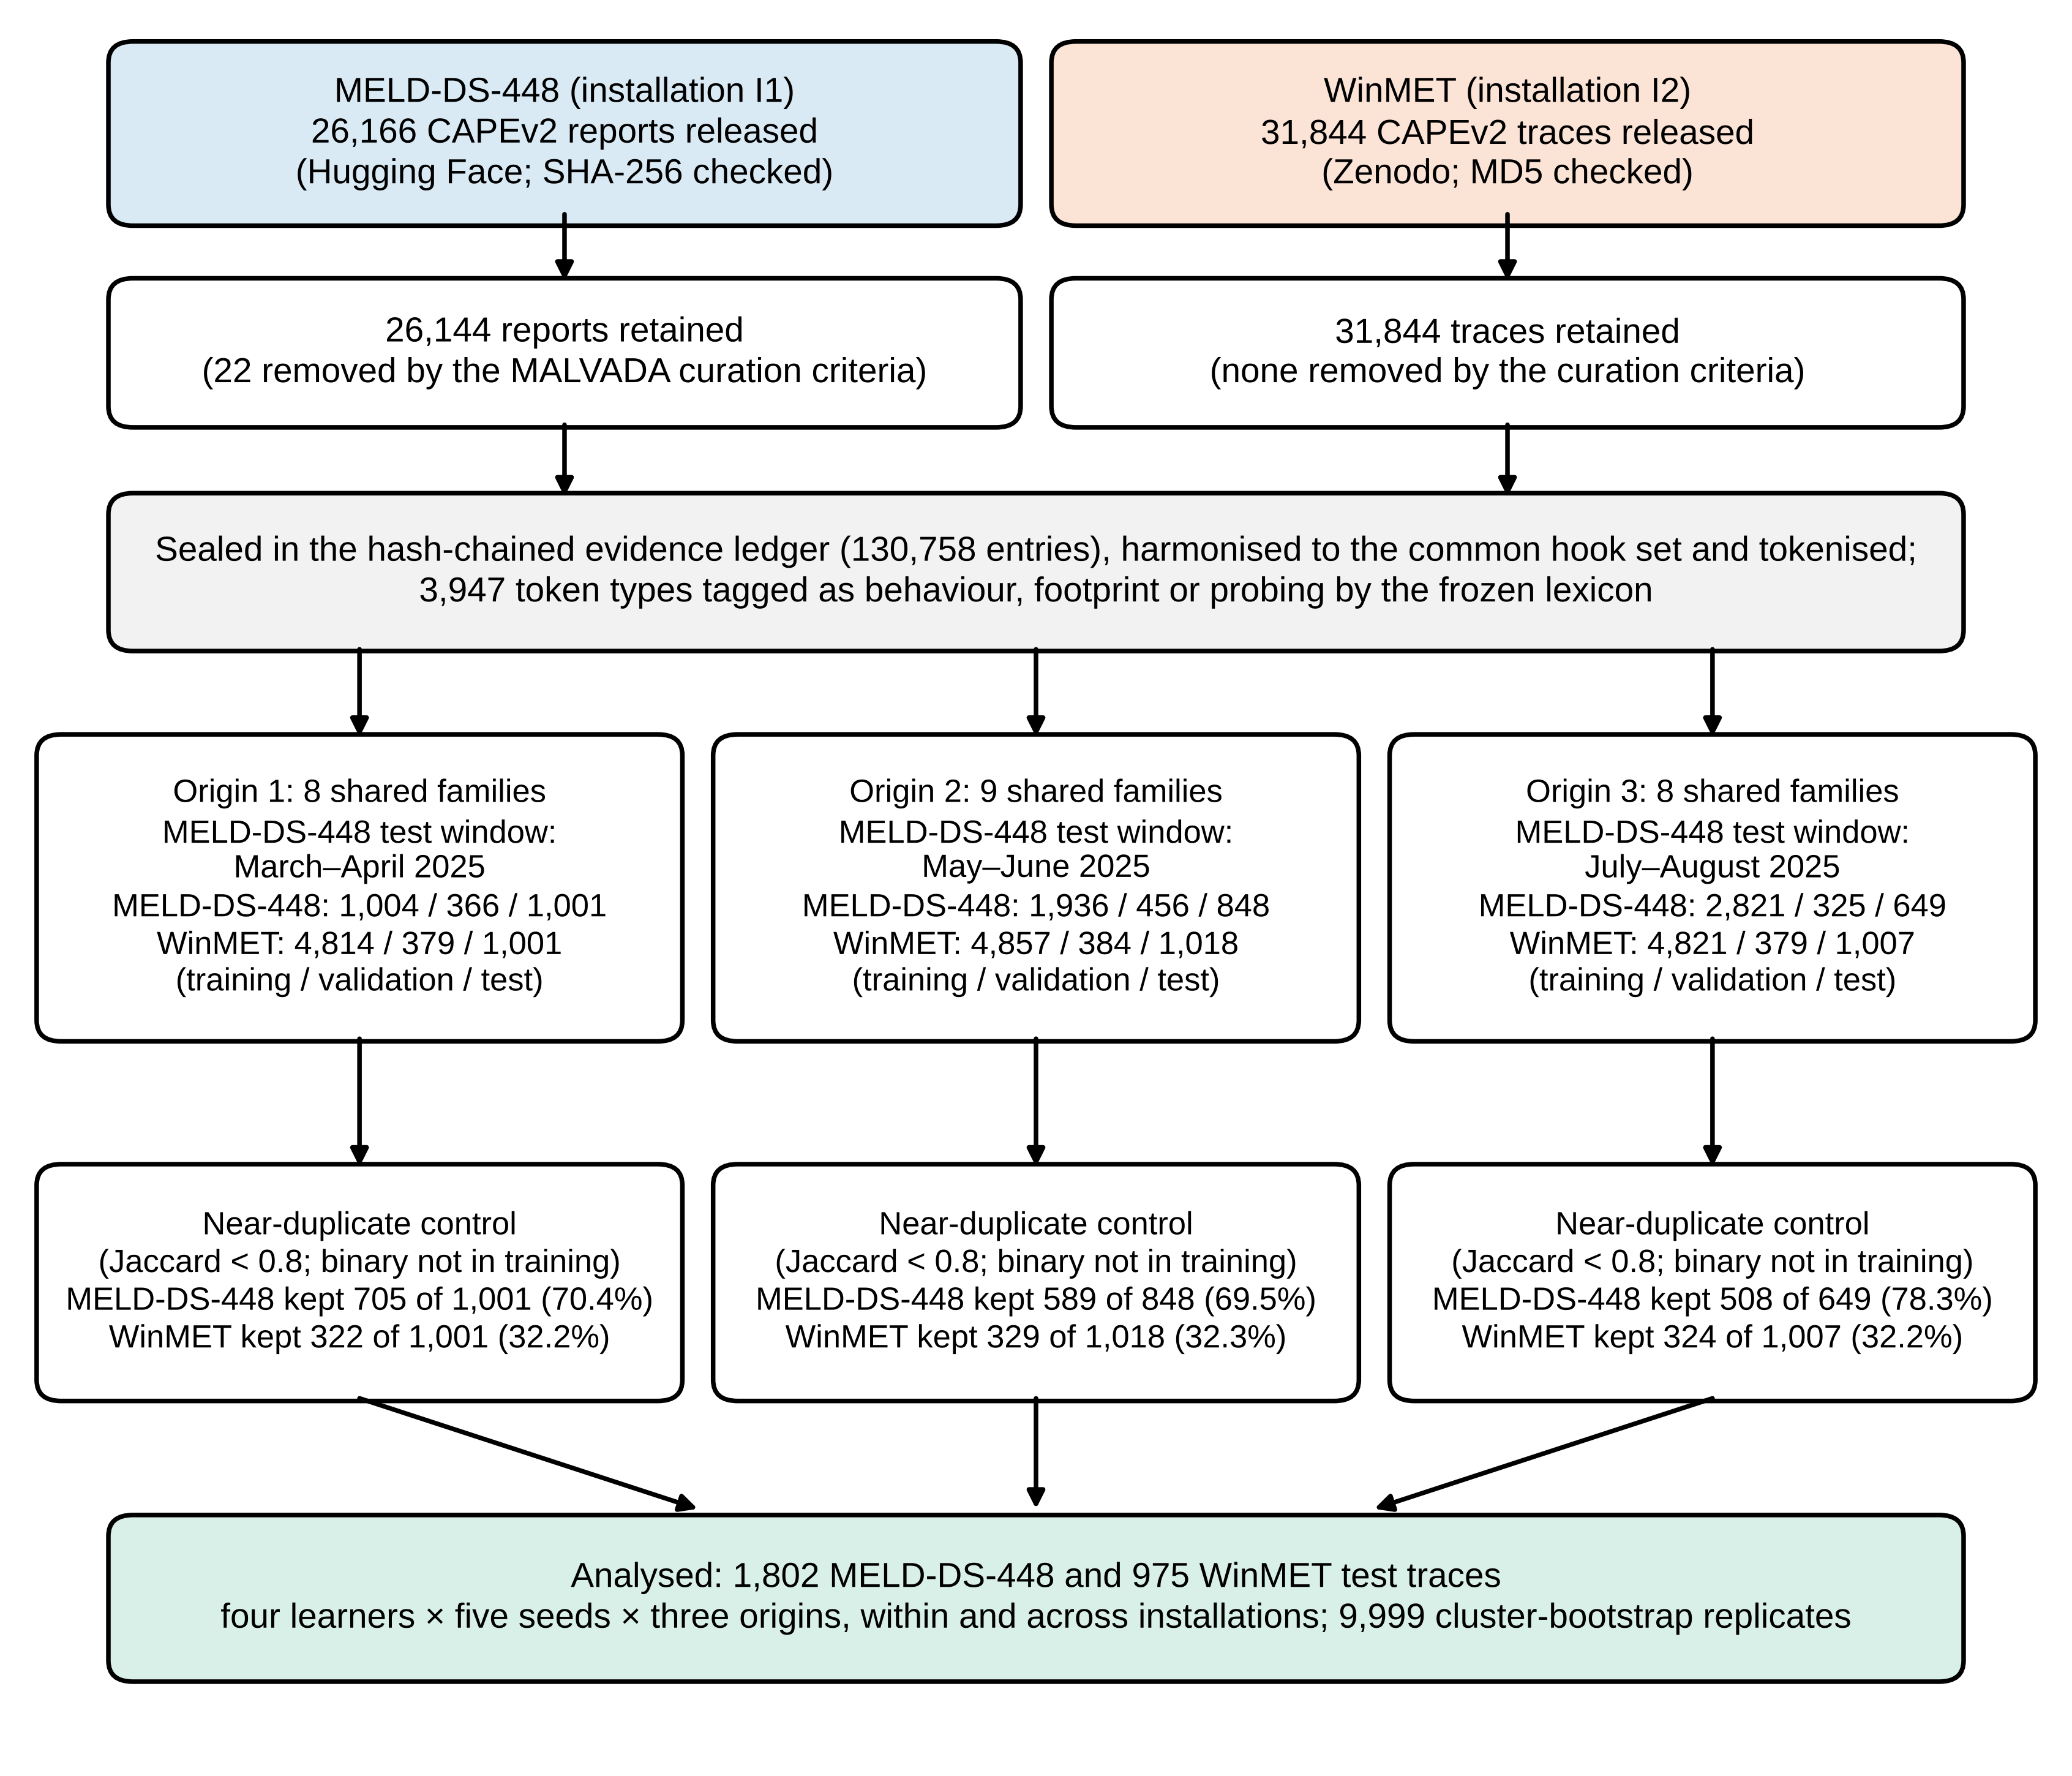 MELD-DS-448 (installation I1)
26,166 CAPEv2 reports released
(Hugging Face; SHA-256 checked)
WinMET (installation I2)
31,844 CAPEv2 traces released
(Zenodo; MD5 checked)
26,144 reports retained
(22 removed by the MALVADA curation criteria)
31,844 traces retained
(none removed by the curation criteria)
Sealed in the hash-chained evidence ledger (130,758 entries), harmonised to the common hook set and tokenised;
3,947 token types tagged as behaviour, footprint or probing by the frozen lexicon
Origin 1: 8 shared families
MELD-DS-448 test window:
March–April 2025
MELD-DS-448: 1,004 / 366 / 1,001
WinMET: 4,814 / 379 / 1,001
(training / validation / test)
Origin 2: 9 shared families
MELD-DS-448 test window:
May–June 2025
MELD-DS-448: 1,936 / 456 / 848
WinMET: 4,857 / 384 / 1,018
(training / validation / test)
Origin 3: 8 shared families
MELD-DS-448 test window:
July–August 2025
MELD-DS-448: 2,821 / 325 / 649
WinMET: 4,821 / 379 / 1,007
(training / validation / test)
Near-duplicate control
(Jaccard < 0.8; binary not in training)
MELD-DS-448 kept 705 of 1,001 (70.4%)
WinMET kept 322 of 1,001 (32.2%)
Near-duplicate control
(Jaccard < 0.8; binary not in training)
MELD-DS-448 kept 589 of 848 (69.5%)
WinMET kept 329 of 1,018 (32.3%)
Near-duplicate control
(Jaccard < 0.8; binary not in training)
MELD-DS-448 kept 508 of 649 (78.3%)
WinMET kept 324 of 1,007 (32.2%)
Analysed: 1,802 MELD-DS-448 and 975 WinMET test traces
four learners × five seeds × three origins, within and across installations; 9,999 cluster-bootstrap replicates